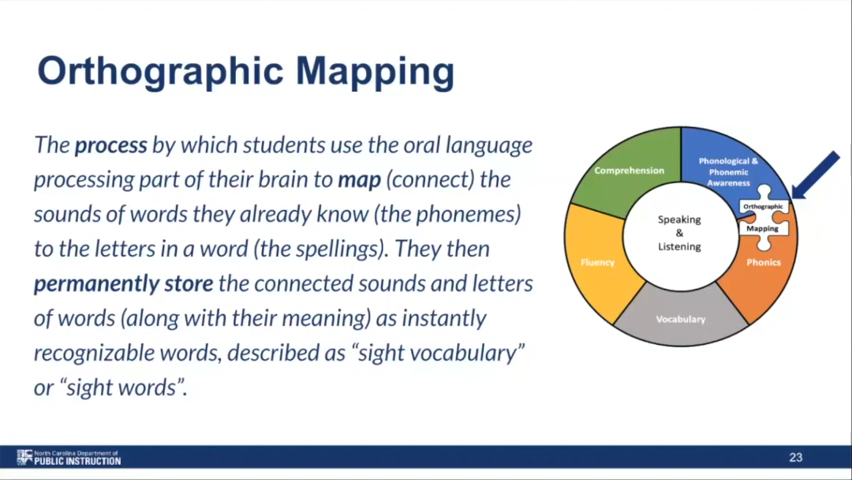 Orthographic Mapping
The process by which students use the oral language
processing part of their brain to map (connect) the
sounds of words they already know (the phonemes)
to the letters in a word (the spellings). They then
permanently store the connected sounds and letters
of words (along with their meaning) as instantly
recognizable words, described as “sight vocabulary”
or “sight words”.
Comprehension
Phonological &
Phonemic
Awareness
Orthographic
Mapping
Speaking
&
Listening
Fluency
Phonics
Vocabulary
North Carolina Department of
PUBLIC INSTRUCTION
23